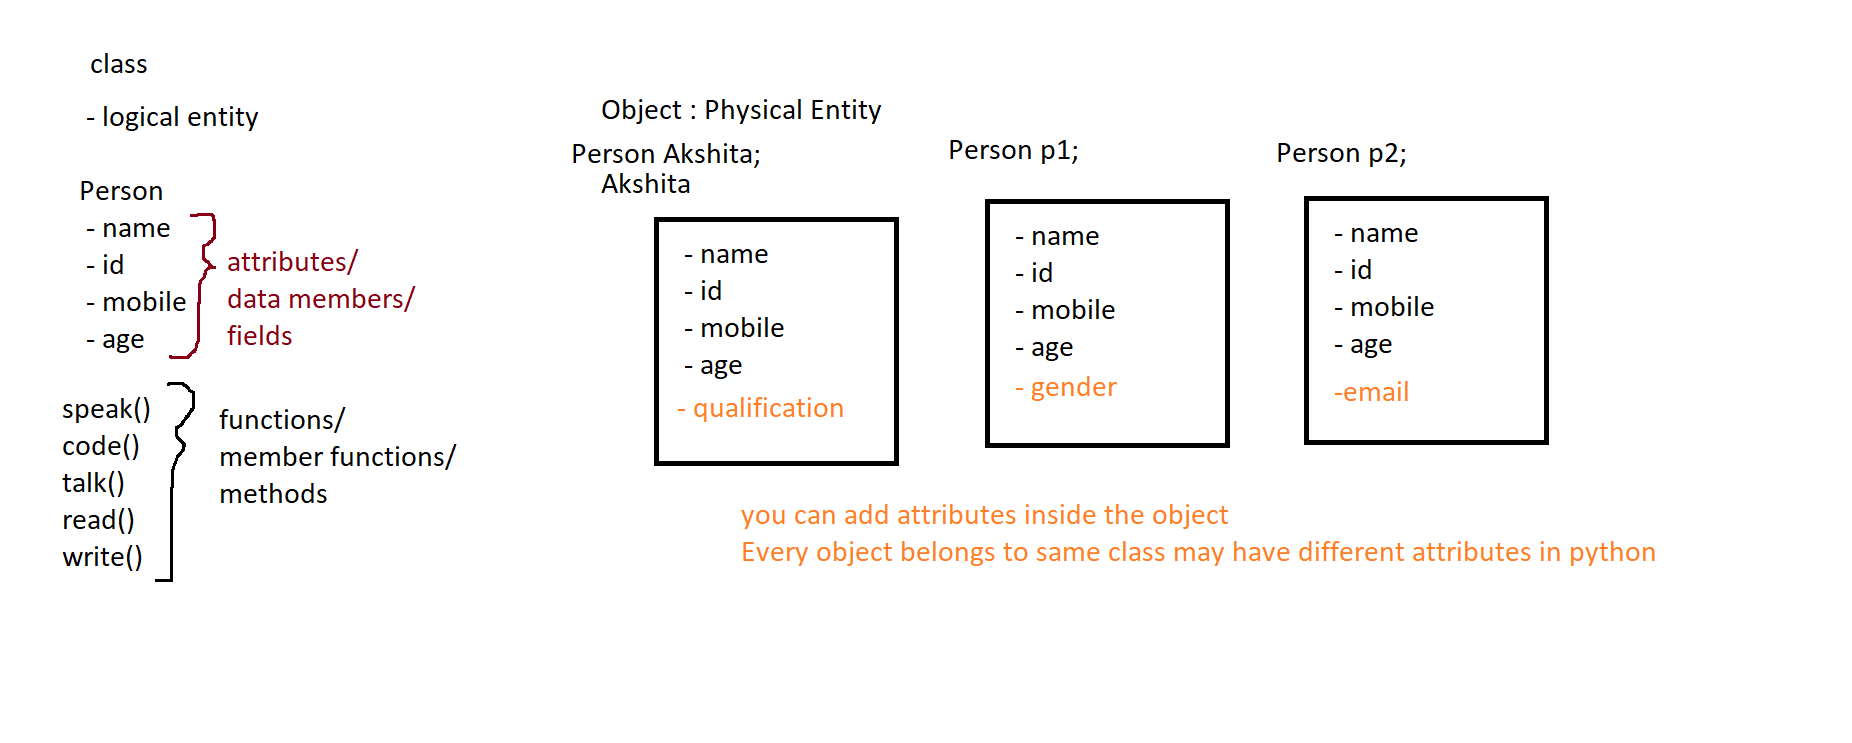 class
- logical entity
Person
- name
- id
- mobile
- age
attributes/
data members/
fields
speak()
code()
talk()
read()
write()
functions/
member functions/
methods
Object : Physical Entity
Person Akshita;
Akshita
- name
- id
- mobile
- age
- qualification
Person p1;
- name
- id
- mobile
- age
- gender
Person p2;
- name
- id
- mobile
- age
-email
you can add attributes inside the object
Every object belongs to same class may have different attributes in python